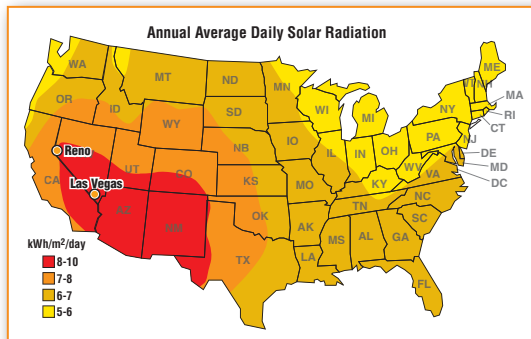 Annual Average Daily Solar Radiation
WA
MT
ND
MN
ME
VT
NH
MA
OR
ID
WY
SD
WI
MI
NY
RI
CT
Reno
NB
IO
IL
IN
OH
PA
NJ
DE
MD
DC
CA
UT
CO
KS
MO
KY
WV
VA
Las Vegas
AZ
NM
OK
AK
TN
NC
SC
TX
LA
MS
AL
GA
FL
kWh/m²/day
8-10
7-8
6-7
5-6